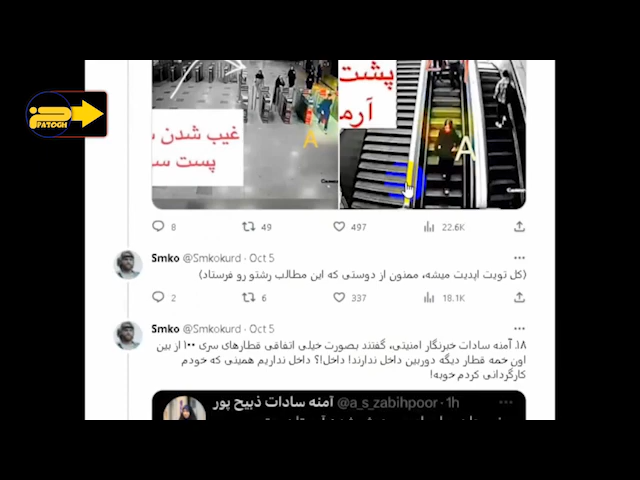 PATOGH
پشت
آرم
غیب شدن
پست
A
A
8 49 497 22.6K
Smko @Smkokurd · Oct 5
(کل تویت اپدیت میشه، ممنون از دوستی که این مطالب رشتو رو فرستاد)
2 6 337 18.1K
Smko @Smkokurd · Oct 5
۱۸. آمنه سادات خبرنگار امنیتی، گفتند بصورت خیلی اتفاقی قطارهای سری ۱۰۰ از بین
اون خمه قطار دیگه دوربین داخل ندارند! داخل!؟ داخل نداریم همینی که خودم
کارگردانی کردم خوبه!
آمنه سادات ذبیح پور @a_s_zabihpoor · 1h